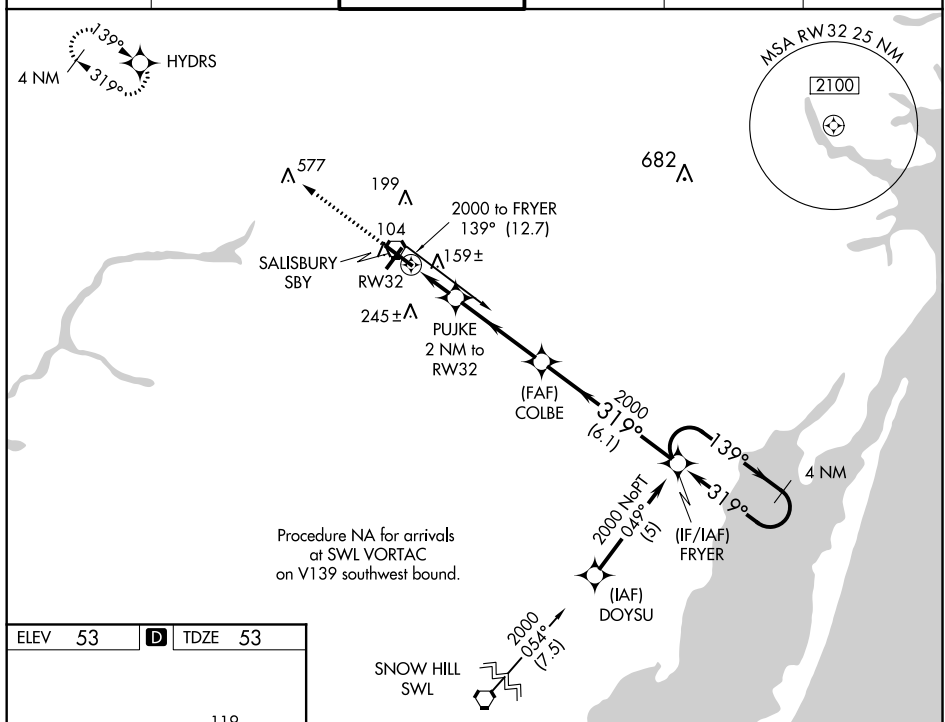 139°
HYDRS
4 NM
319°
MSA RW32 25 NM
2100
577
199
682
2000 to FRYER
139° (12.7)
104
159±
SALISBURY
SBY
RW32
245±
PUJKE
2 NM to
RW32
(FAF)
COLBE
2000
319°
(6.1)
139°
4 NM
319°
2000 NoPT
049°
(5)
(IF/IAF)
FRYER
Procedure NA for arrivals
at SWL VORTAC
on V139 southwest bound.
(IAF)
DOYSU
2000
054°
(7.5)
SNOW HILL
SWL
ELEV 53 D TDZE 53